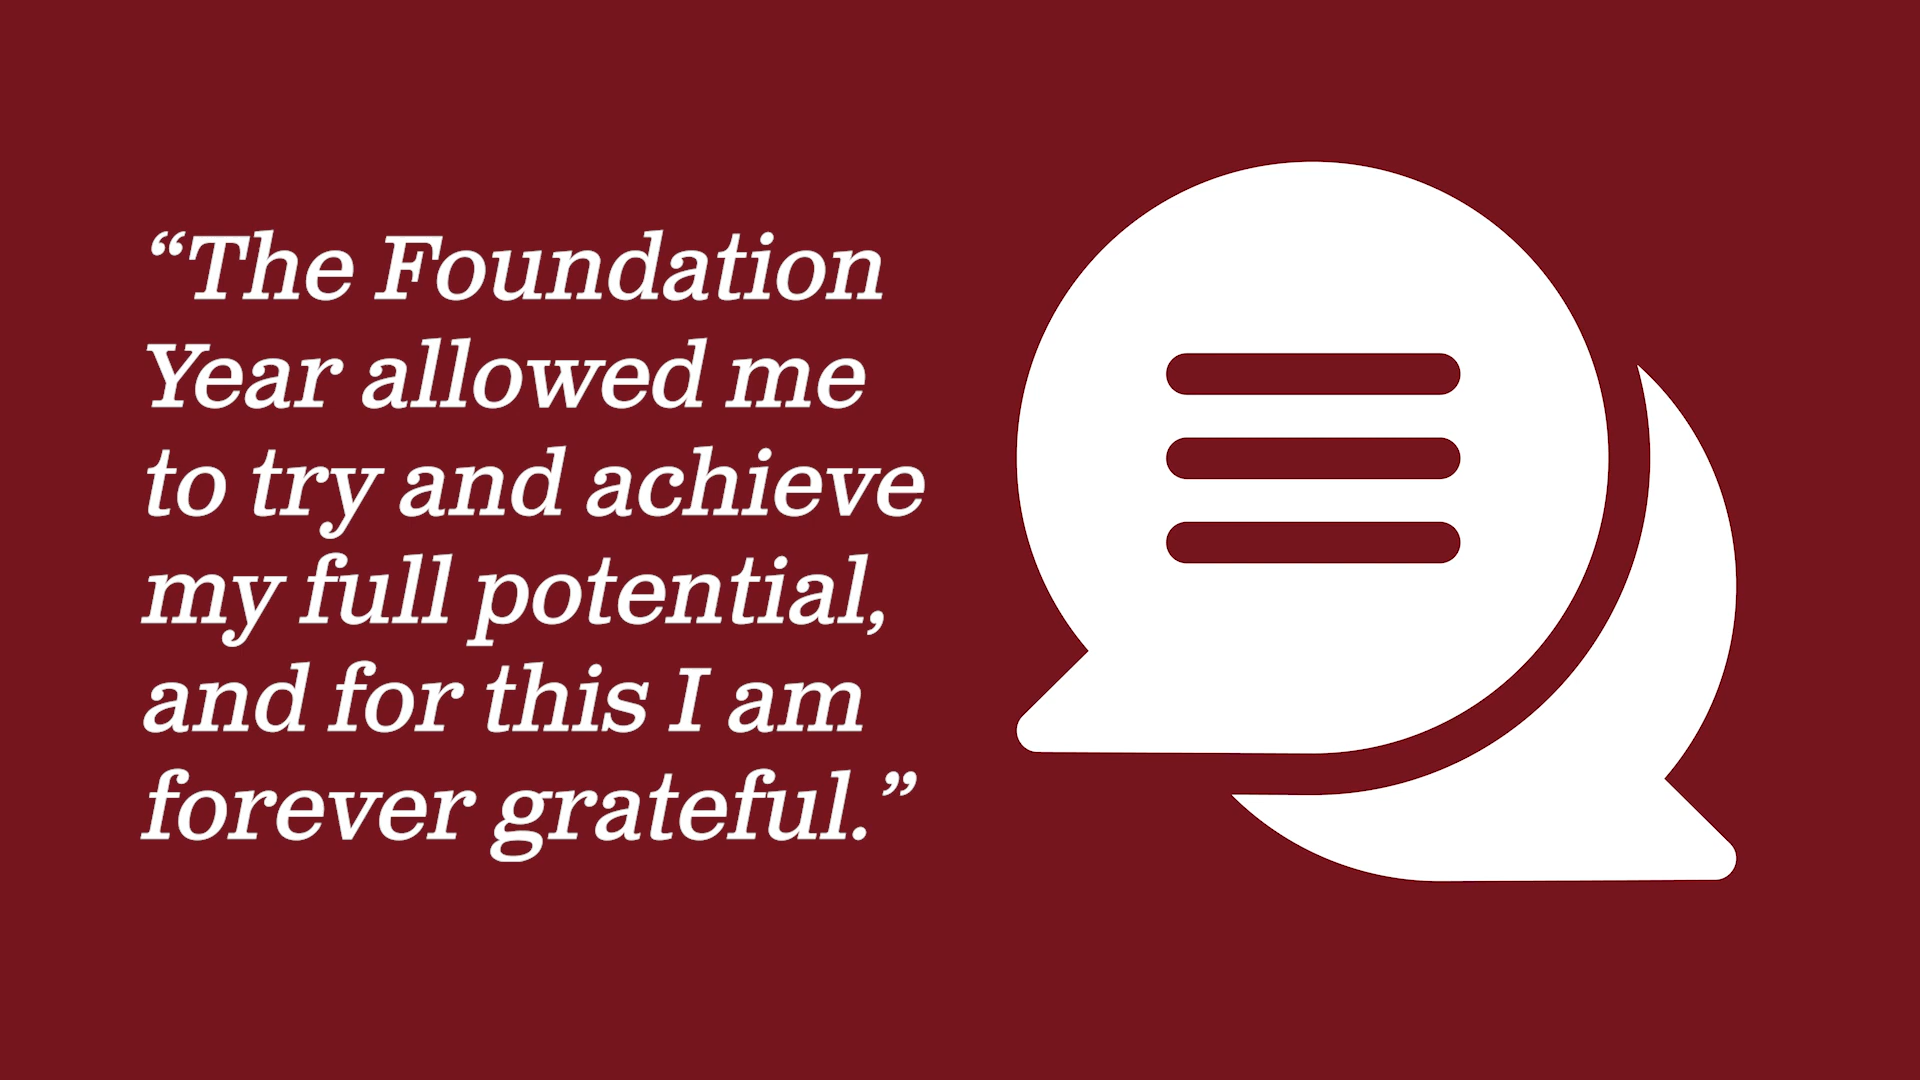 “The Foundation
Year allowed me
to try and achieve
my full potential,
and for this I am
forever grateful.”